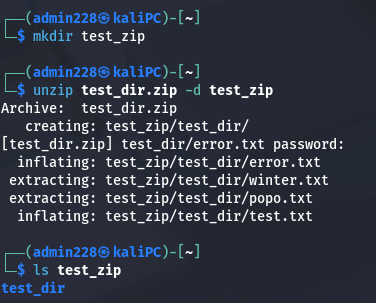 ┌──(admin228㉿kaliPC)-[~]
└─$ mkdir test_zip
┌──(admin228㉿kaliPC)-[~]
└─$ unzip test_dir.zip -d test_zip
Archive:  test_dir.zip
   creating: test_zip/test_dir/
[test_dir.zip] test_dir/error.txt password:
  inflating: test_zip/test_dir/error.txt
 extracting: test_zip/test_dir/winter.txt
 extracting: test_zip/test_dir/popo.txt
  inflating: test_zip/test_dir/test.txt
┌──(admin228㉿kaliPC)-[~]
└─$ ls test_zip
test_dir